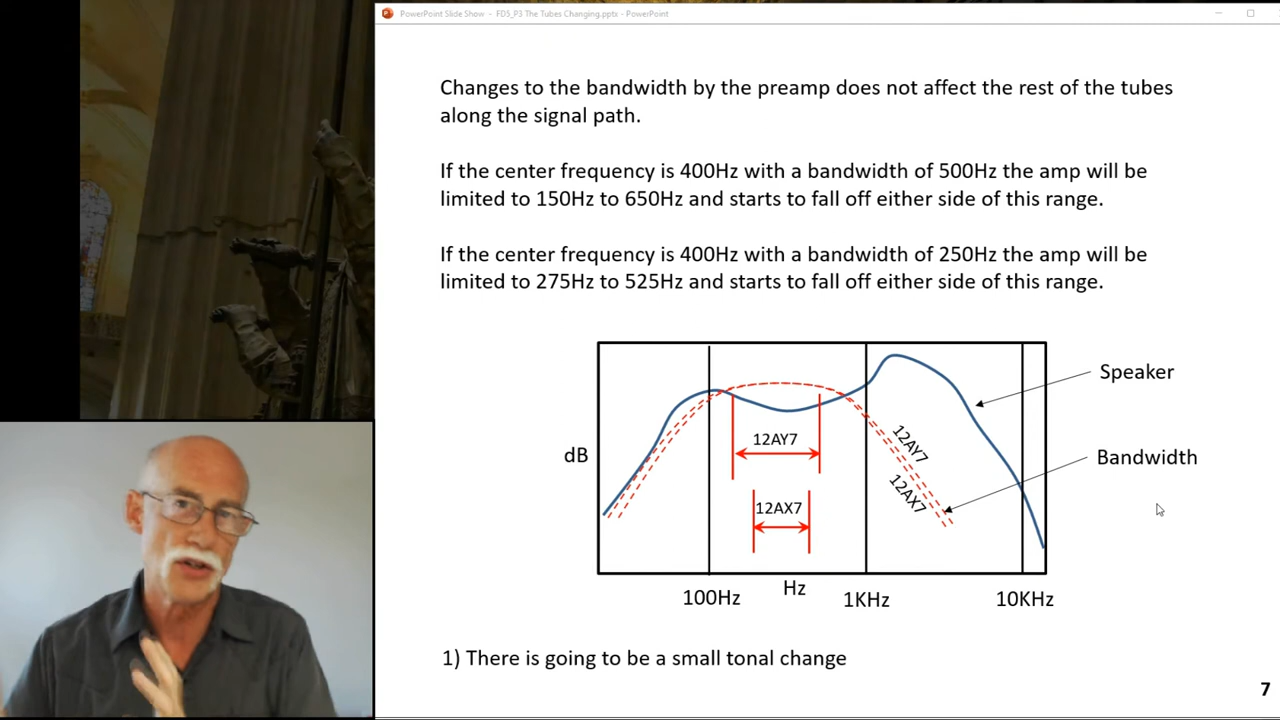 PowerPoint Slide Show - FD5_P3 The Tubes Changing.pptx - PowerPoint
Changes to the bandwidth by the preamp does not affect the rest of the tubes
along the signal path.
If the center frequency is 400Hz with a bandwidth of 500Hz the amp will be
limited to 150Hz to 650Hz and starts to fall off either side of this range.
If the center frequency is 400Hz with a bandwidth of 250Hz the amp will be
limited to 275Hz to 525Hz and starts to fall off either side of this range.
Speaker
12AY7
12AY7
dB
Bandwidth
12AX7
12AX7
Hz
100Hz
1KHz
10KHz
1) There is going to be a small tonal change
7